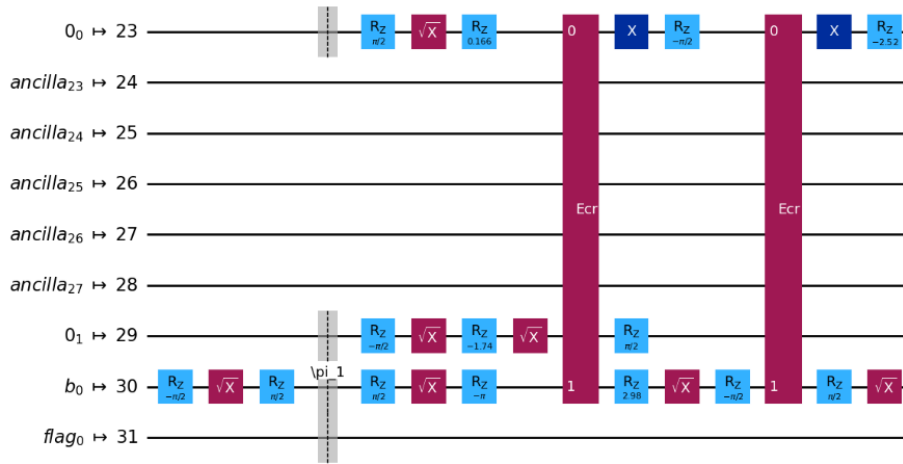 0₀ ↦ 23 R_Z π/2 √X R_Z 0.166 0 X R_Z −π/2 0 X R_Z −2.52
ancilla₂₃ ↦ 24
ancilla₂₄ ↦ 25
ancilla₂₅ ↦ 26
ancilla₂₆ ↦ 27 Ecr Ecr
ancilla₂₇ ↦ 28
0₁ ↦ 29 R_Z −π/2 √X R_Z −1.74 √X R_Z π/2
\pi_1
b₀ ↦ 30 R_Z −π/2 √X R_Z π/2 R_Z π/2 √X R_Z −π 1 R_Z 2.98 √X R_Z −π/2 1 R_Z π/2 √X
flag₀ ↦ 31